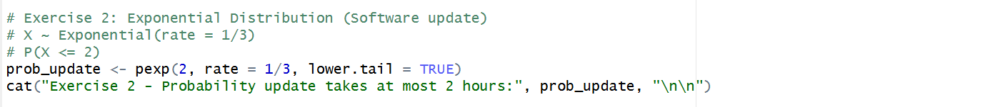 # Exercise 2: Exponential Distribution (Software update)
# X ~ Exponential(rate = 1/3)
# P(X <= 2)
prob_update <- pexp(2, rate = 1/3, lower.tail = TRUE)
cat("Exercise 2 - Probability update takes at most 2 hours:", prob_update, "\n\n")